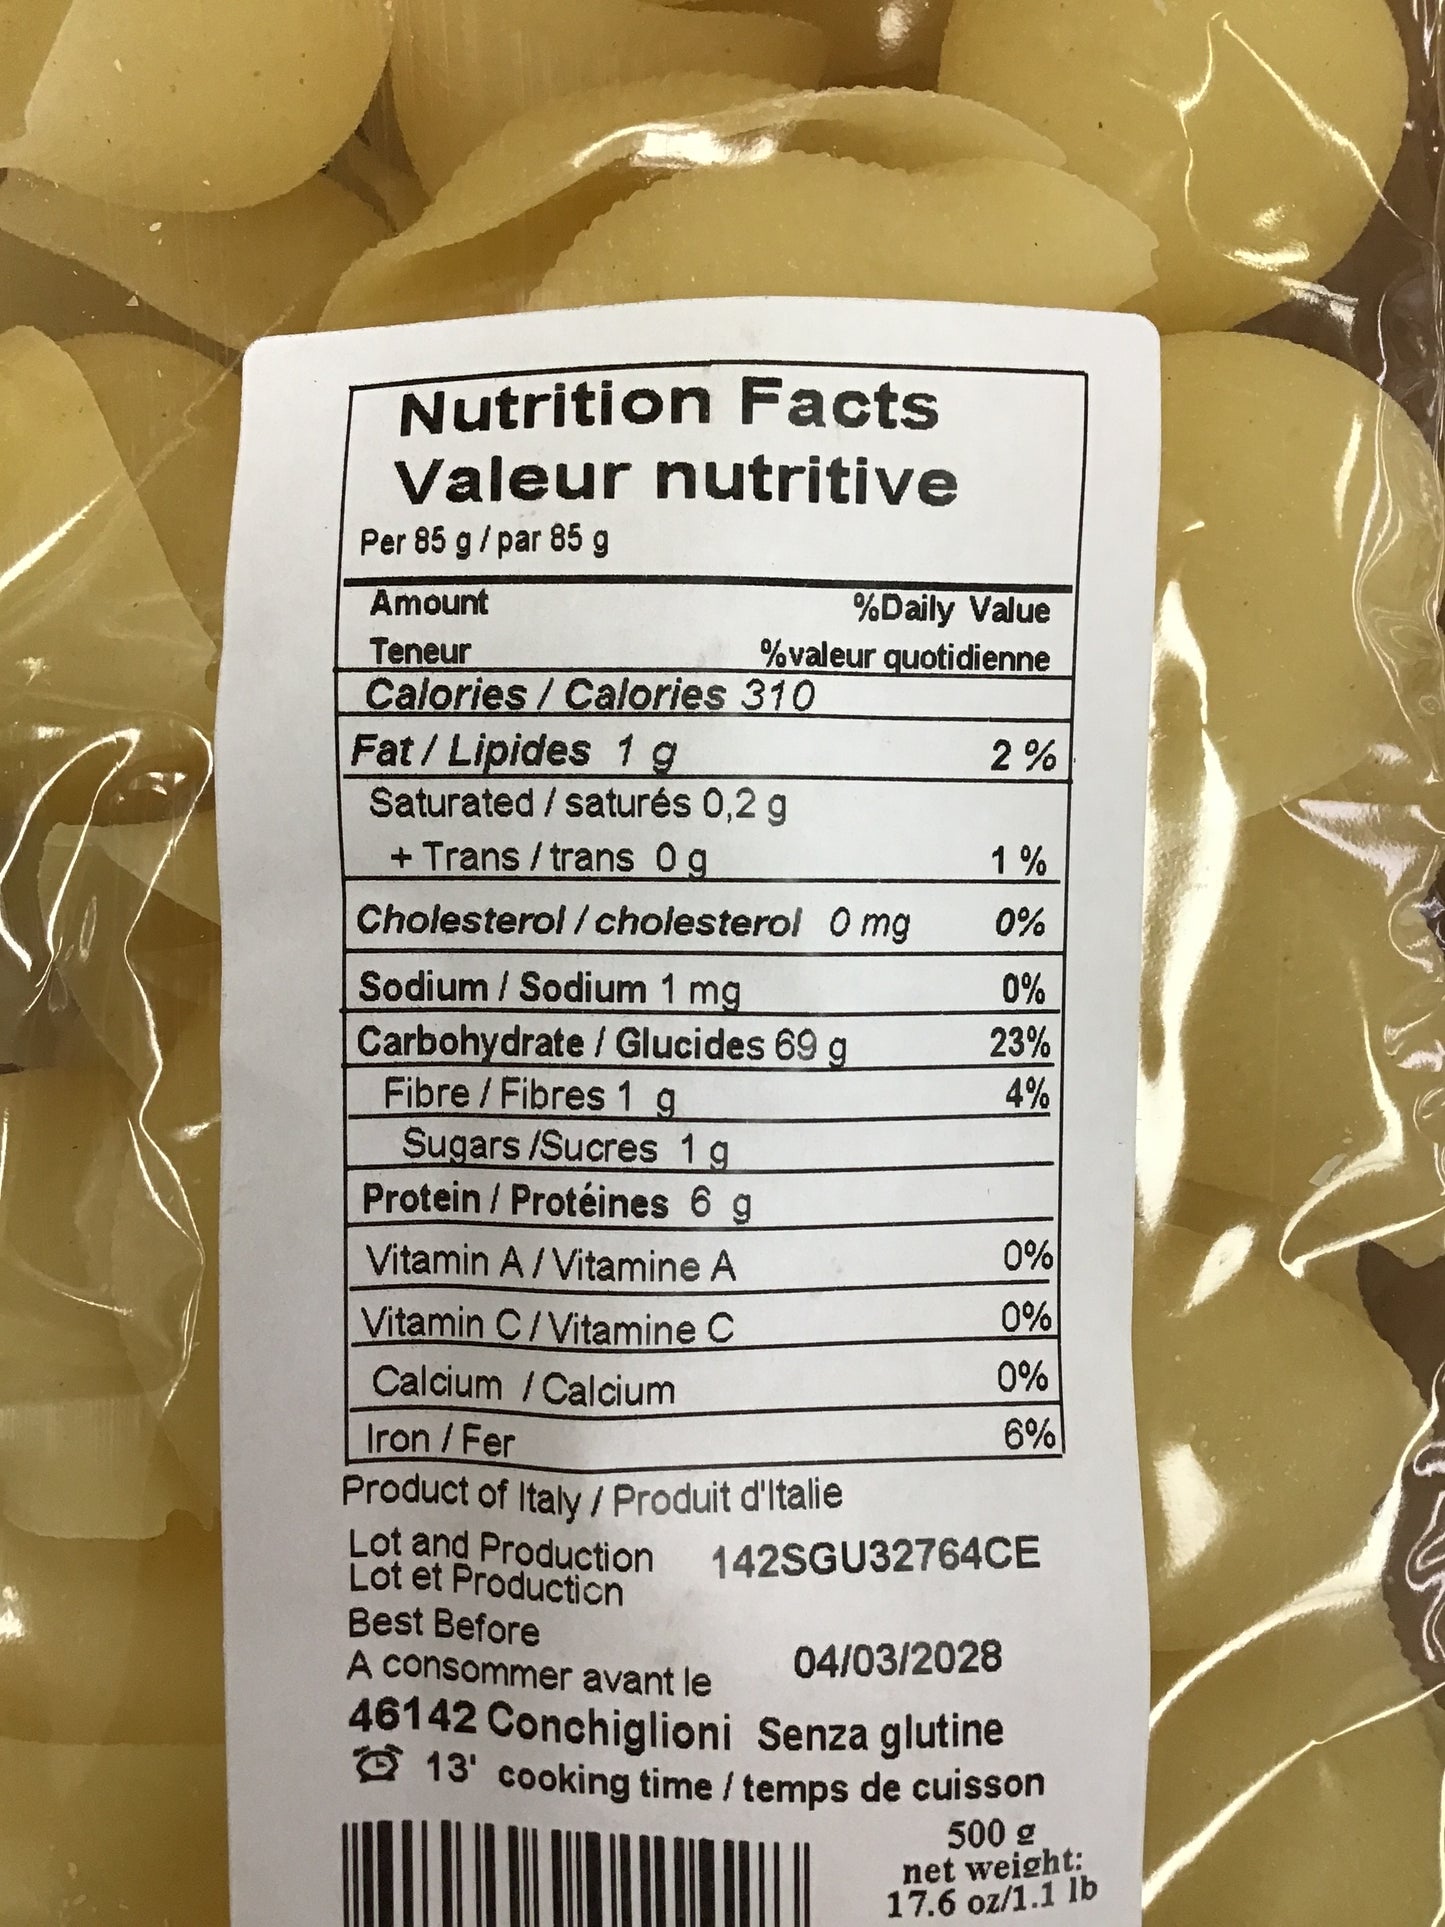 Nutrition Facts
Valeur nutritive
Per 85 g / par 85 g
Amount %Daily Value
Teneur %valeur quotidienne
Calories / Calories 310
Fat / Lipides 1 g 2 %
Saturated / saturés 0,2 g
+ Trans / trans 0 g 1 %
Cholesterol / cholesterol 0 mg 0%
Sodium / Sodium 1 mg 0%
Carbohydrate / Glucides 69 g 23%
Fibre / Fibres 1 g 4%
Sugars /Sucres 1 g
Protein / Protéines 6 g
Vitamin A / Vitamine A 0%
Vitamin C / Vitamine C 0%
Calcium / Calcium 0%
Iron / Fer 6%
Product of Italy / Produit d'Italie
Lot and Production 142SGU32764CE
Lot et Production
Best Before
A consommer avant le 04/03/2028
46142 Conchiglioni Senza glutine
13' cooking time / temps de cuisson
500 g
net weight:
17.6 oz/1.1 lb